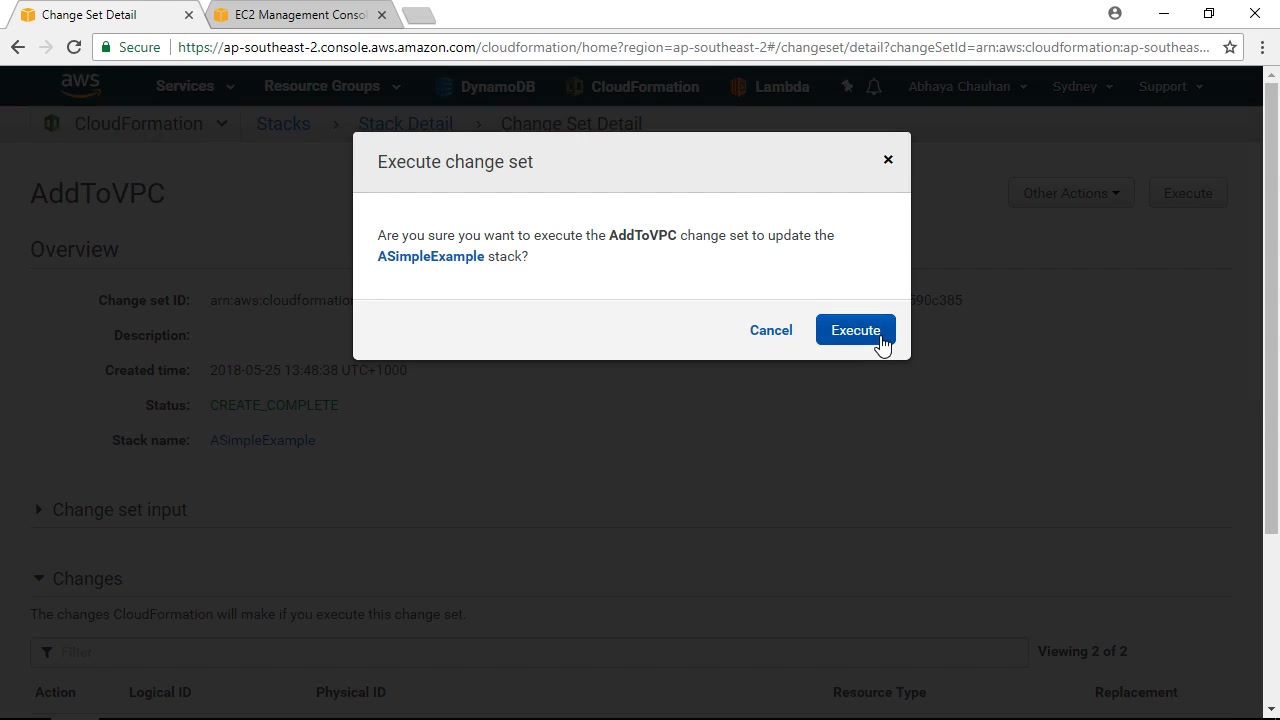 Change Set Detail
EC2 Management Consol
Secure
https://ap-southeast-2.console.aws.amazon.com/cloudformation/home?region=ap-southeast-2#/changeset/detail?changeSetId=arn:aws:cloudformation:ap-southeas...
aws
Services
Resource Groups
DynamoDB
CloudFormation
Lambda
Abhaya Chauhan
Sydney
Support
CloudFormation
Stacks
Stack Detail
Change Set Detail
Execute change set
AddToVPC
Other Actions
Execute
Are you sure you want to execute the AddToVPC change set to update the
ASimpleExample stack?
Overview
Change set ID: arn:aws:cloudformatio 590c385
Cancel
Execute
Description:
Created time: 2018-05-25 13:48:38 UTC+1000
Status: CREATE_COMPLETE
Stack name: ASimpleExample
Change set input
Changes
The changes CloudFormation will make if you execute this change set.
Filter
Viewing 2 of 2
Action Logical ID Physical ID Resource Type Replacement